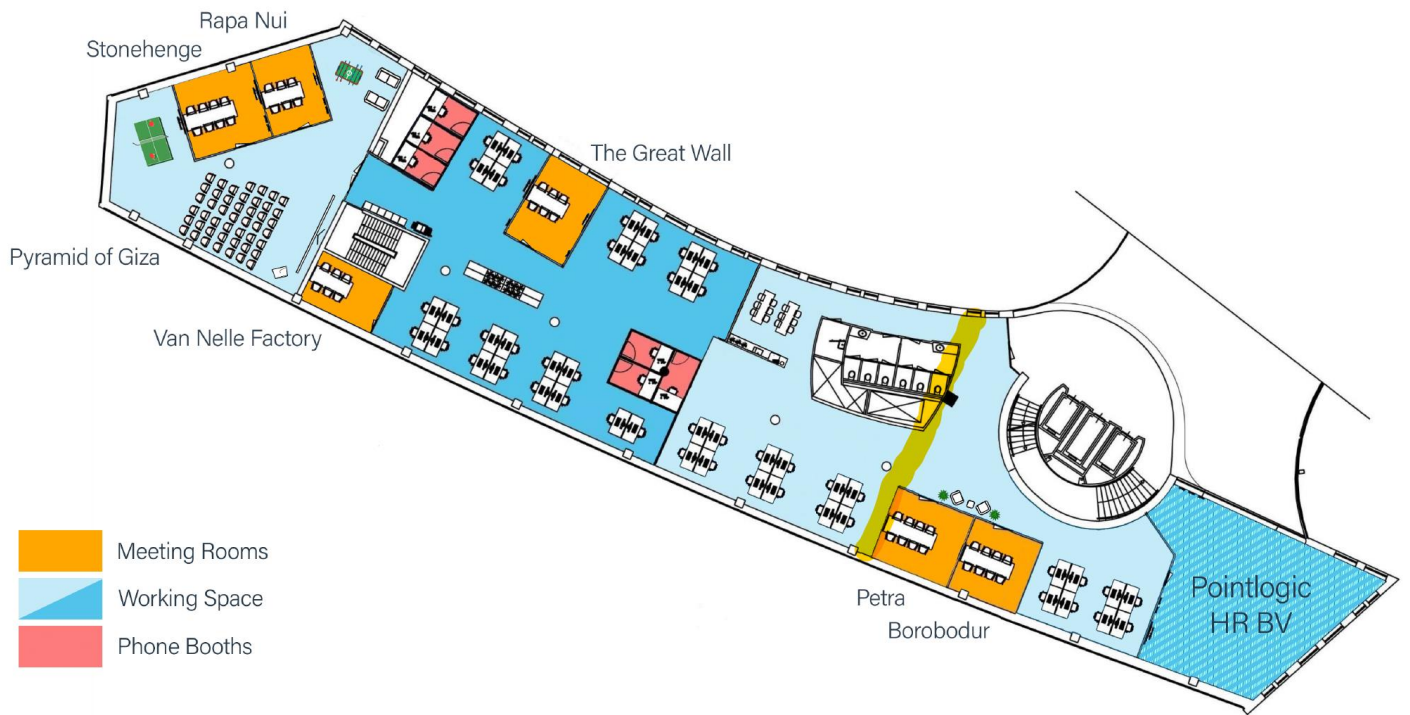 Rapa Nui
Stonehenge
The Great Wall
Pyramid of Giza
Van Nelle Factory
Meeting Rooms
Working Space
Phone Booths
Petra
Borobodur
Pointlogic
HR BV